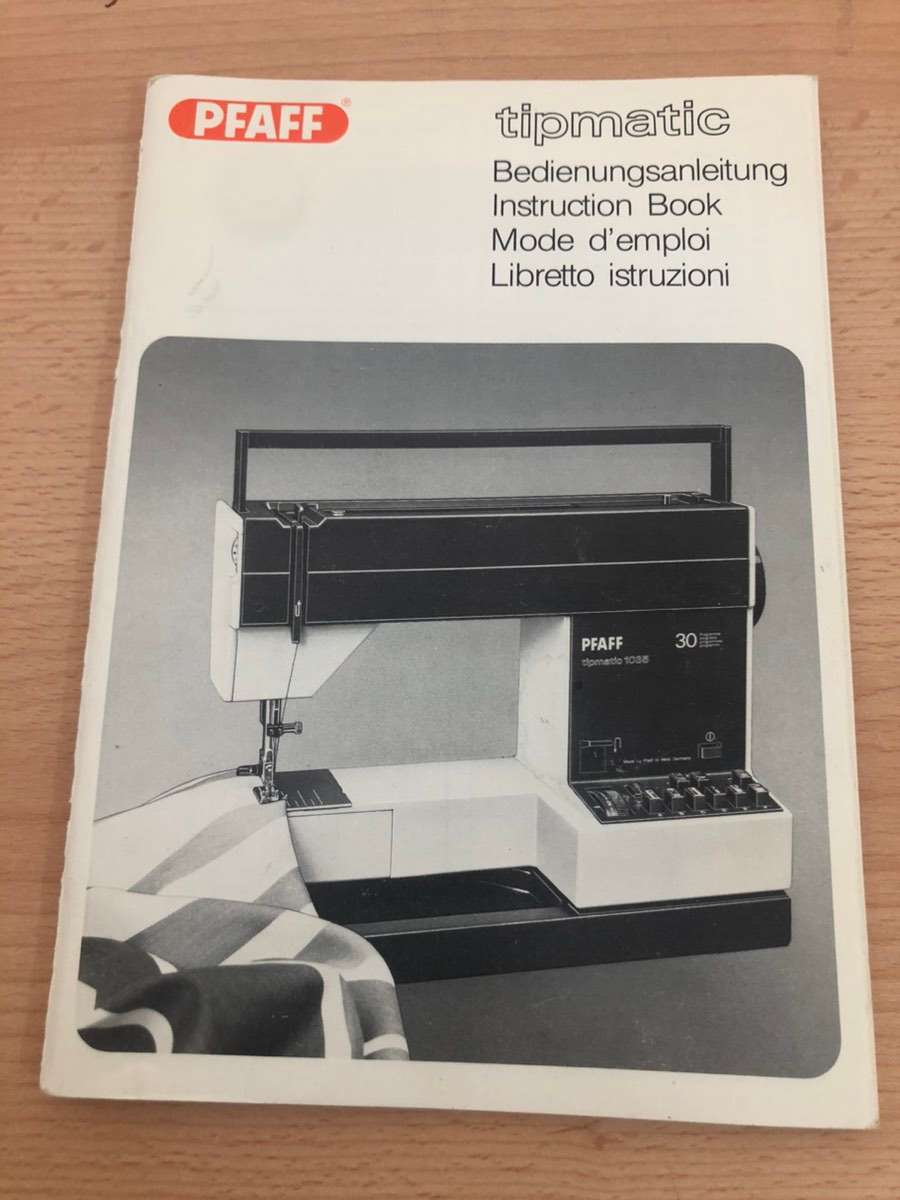 PFAFF®
tipmatic
Bedienungsanleitung
Instruction Book
Mode d'emploi
Libretto istruzioni
PFAFF
tipmatic 1035
30